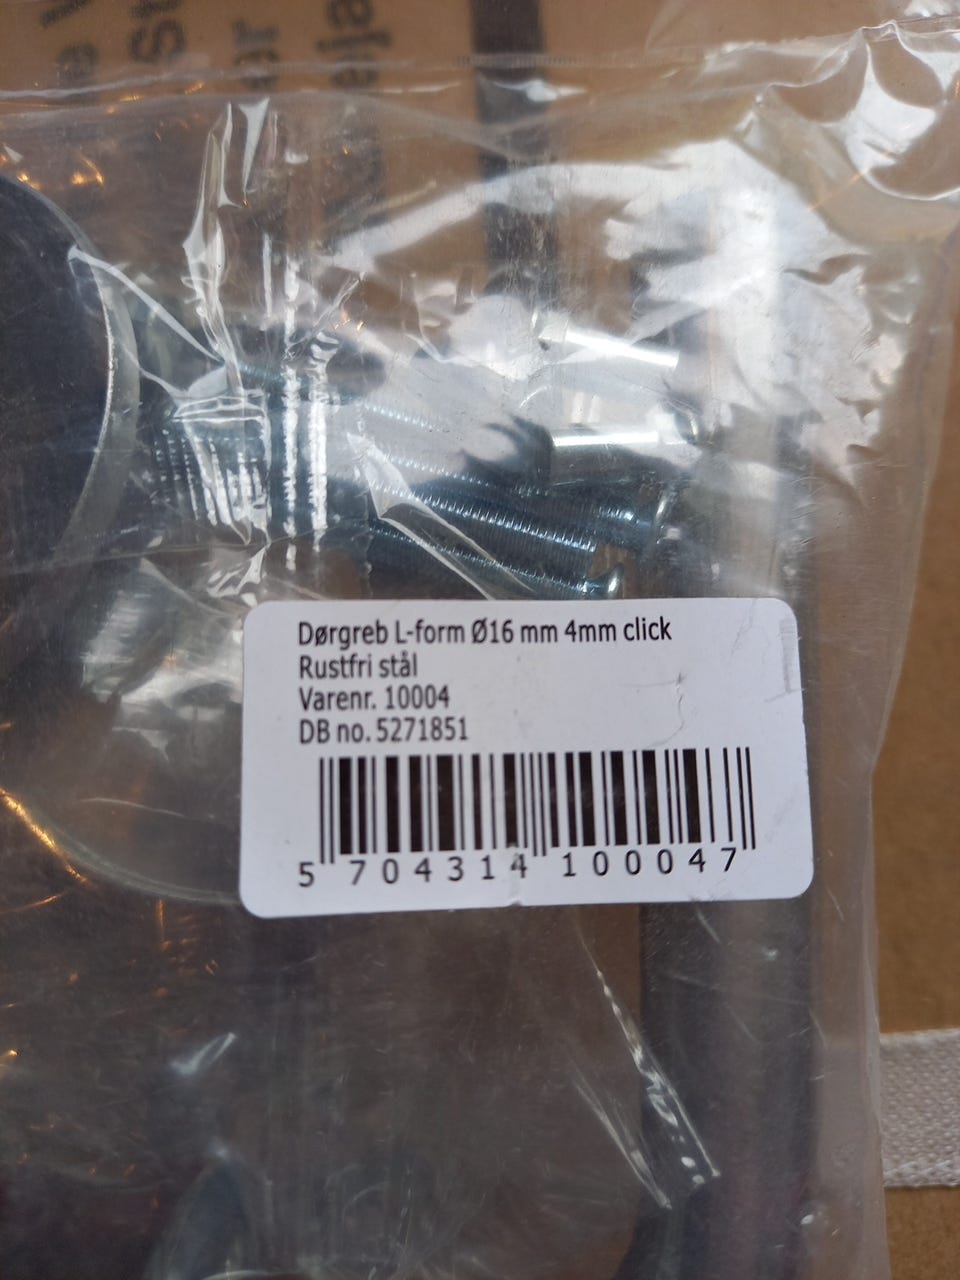 Dørgreb L-form Ø16 mm 4mm click
Rustfri stål
Varenr. 10004
DB no. 5271851
5 704314 100047